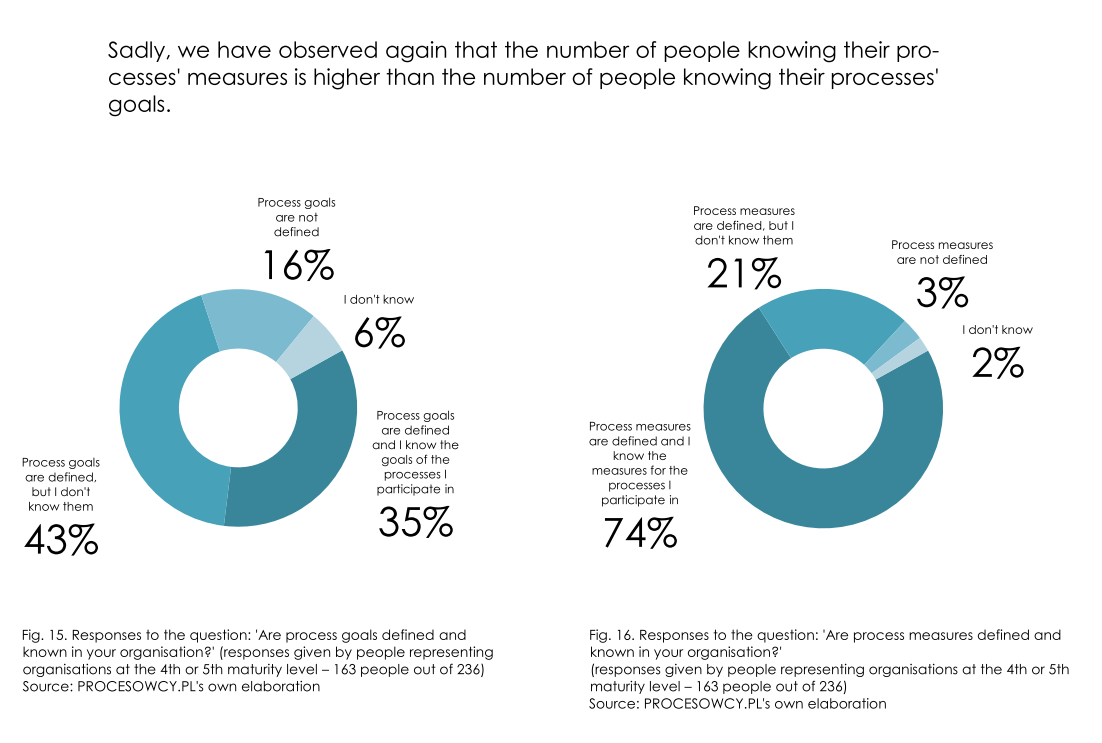 Sadly, we have observed again that the number of people knowing their pro-
cesses' measures is higher than the number of people knowing their processes'
goals.
Process goals
are not
defined
16%
I don't know
6%
Process goals
are defined
and I know the
goals of the
processes I
participate in
35%
Process goals
are defined,
but I don't
know them
43%
Process measures
are defined, but I
don't know them
21%
Process measures
are not defined
3%
I don't know
2%
Process measures
are defined and I
know the
measures for the
processes I
participate in
74%
Fig. 15. Responses to the question: 'Are process goals defined and
known in your organisation?' (responses given by people representing
organisations at the 4th or 5th maturity level – 163 people out of 236)
Source: PROCESOWCY.PL's own elaboration
Fig. 16. Responses to the question: 'Are process measures defined and
known in your organisation?'
(responses given by people representing organisations at the 4th or 5th
maturity level – 163 people out of 236)
Source: PROCESOWCY.PL's own elaboration